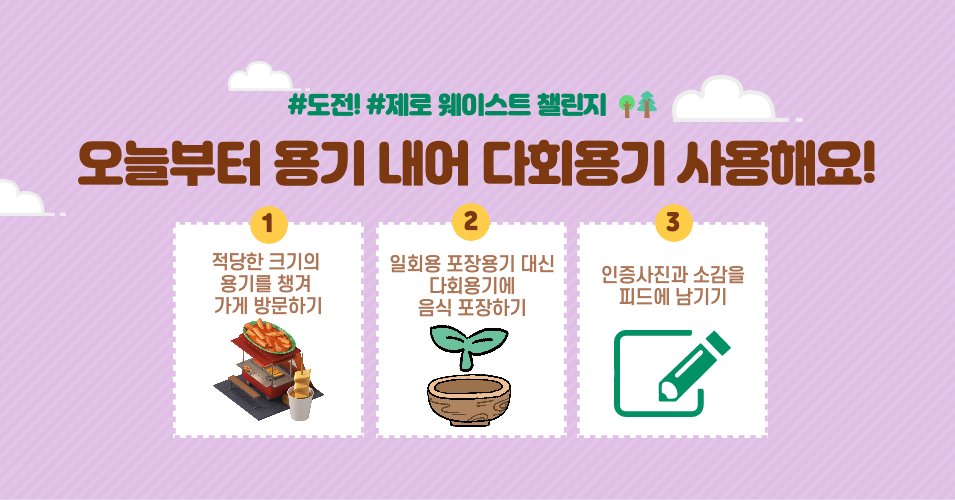 #도전! #제로 웨이스트 챌린지
오늘부터 용기 내어 다회용기 사용해요!
1
적당한 크기의
용기를 챙겨
가게 방문하기
2
일회용 포장용기 대신
다회용기에
음식 포장하기
3
인증사진과 소감을
피드에 남기기